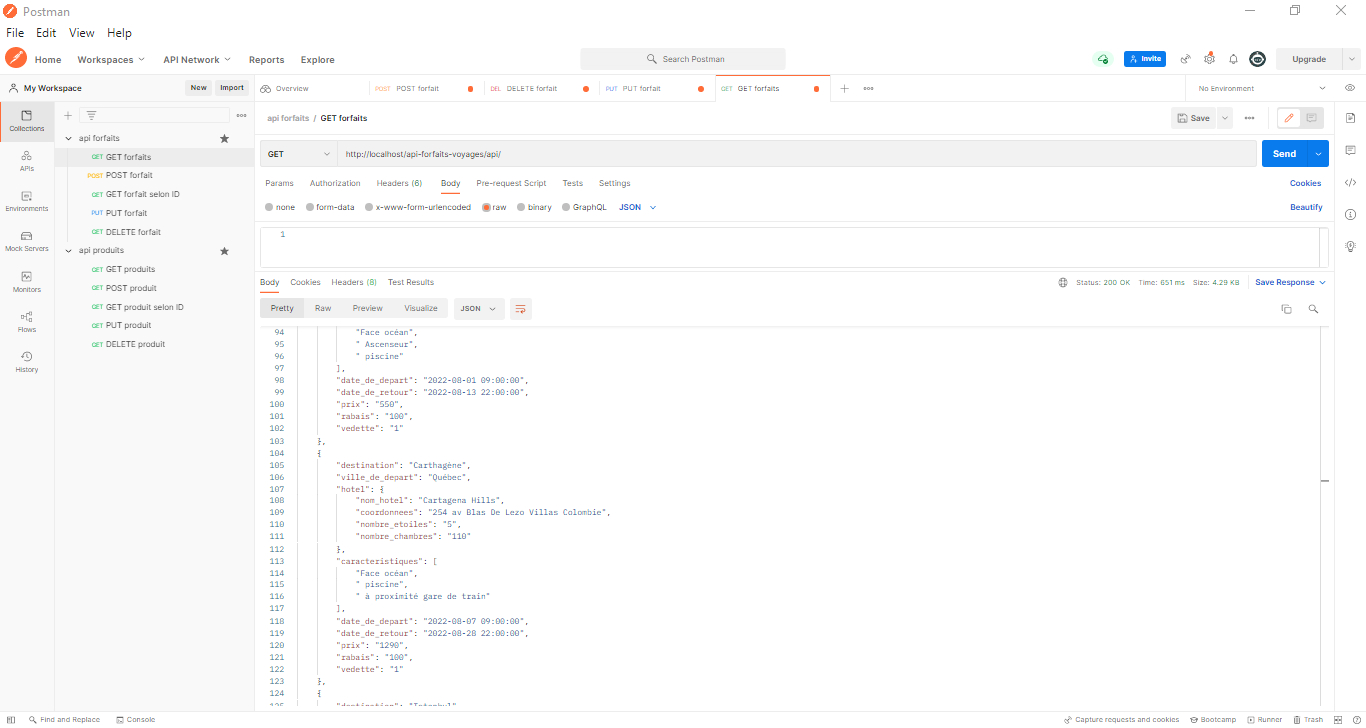 Postman
File Edit View Help
Home Workspaces API Network Reports Explore Search Postman Invite Upgrade
My Workspace New Import Overview POST POST forfait DEL DELETE forfait PUT PUT forfait GET GET forfaits No Environment
Collections
APIs
Environments
Mock Servers
Monitors
Flows
History
api forfaits
GET GET forfaits
POST POST forfait
GET GET forfait selon ID
PUT PUT forfait
GET DELETE forfait
api produits
GET GET produits
GET POST produit
GET GET produit selon ID
GET PUT produit
GET DELETE produit
api forfaits / GET forfaits Save
GET http://localhost/api-forfaits-voyages/api/ Send
Params Authorization Headers (6) Body Pre-request Script Tests Settings Cookies
none form-data x-www-form-urlencoded raw binary GraphQL JSON Beautify
1
Body Cookies Headers (8) Test Results Status: 200 OK Time: 651 ms Size: 4.29 KB Save Response
Pretty Raw Preview Visualize JSON
94 "Face océan",
95 " Ascenseur",
96 " piscine"
97 ],
98 "date_de_depart": "2022-08-01 09:00:00",
99 "date_de_retour": "2022-08-13 22:00:00",
100 "prix": "550",
101 "rabais": "100",
102 "vedette": "1"
103 },
104 {
105 "destination": "Carthagène",
106 "ville_de_depart": "Québec",
107 "hotel": {
108 "nom_hotel": "Cartagena Hills",
109 "coordonnees": "254 av Blas De Lezo Villas Colombie",
110 "nombre_etoiles": "5",
111 "nombre_chambres": "110"
112 },
113 "caracteristiques": [
114 "Face océan",
115 " piscine",
116 " à proximité gare de train"
117 ],
118 "date_de_depart": "2022-08-07 09:00:00",
119 "date_de_retour": "2022-08-28 22:00:00",
120 "prix": "1290",
121 "rabais": "100",
122 "vedette": "1"
123 },
124 {
125 "destination": "Istanbul",
Find and Replace Console Capture requests and cookies Bootcamp Runner Trash